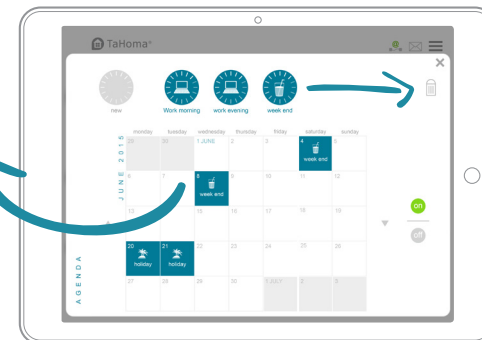 TaHoma®
new
Work morning
work evening
week end
monday tuesday wednesday thursday friday saturday sunday
JUNE 2015
29 30 1 JUNE 2 3 4 5
week end
6 7 8 9 10 11 12
week end
13 15 16 17 18 19
20 21 22 23 24 25 26
holiday holiday
27 28 29 30 1 JULY 2 3
AGENDA
on
off